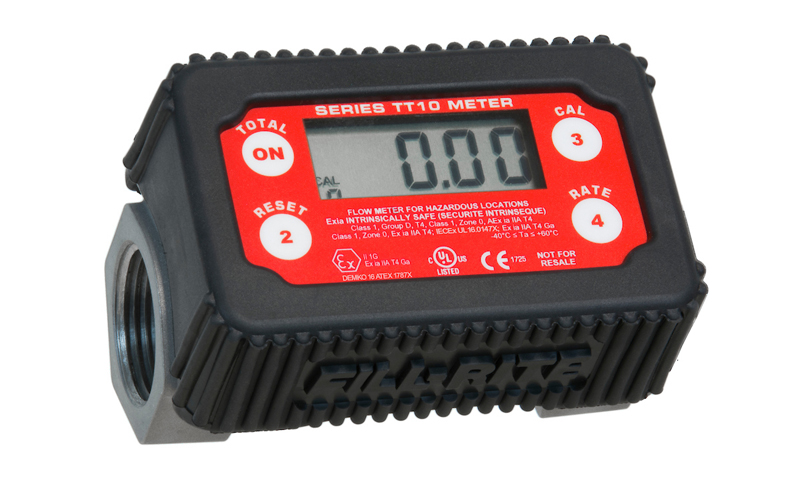 SERIES TT10 METER
TOTAL
ON
CAL
3
0.00
CAL
RESET
2
RATE
4
FLOW METER FOR HAZARDOUS LOCATIONS
Exia INTRINSICALLY SAFE (SECURITE INTRINSEQUE)
Class 1, Group D, T4, Class 1, Zone 0, AEx ia IIA T4
Class 1, Zone 0, Ex ia IIA T4; IECEx UL16.0147X; Ex ia IIA T4 Ga
-40°C ≤ Ta ≤ +60°C
Ex
II 1G
Ex ia IIA T4 Ga
DEMKO 16 ATEX 1787X
C UL US
LISTED
CE 1725
NOT FOR
RESALE
FILL-RITE